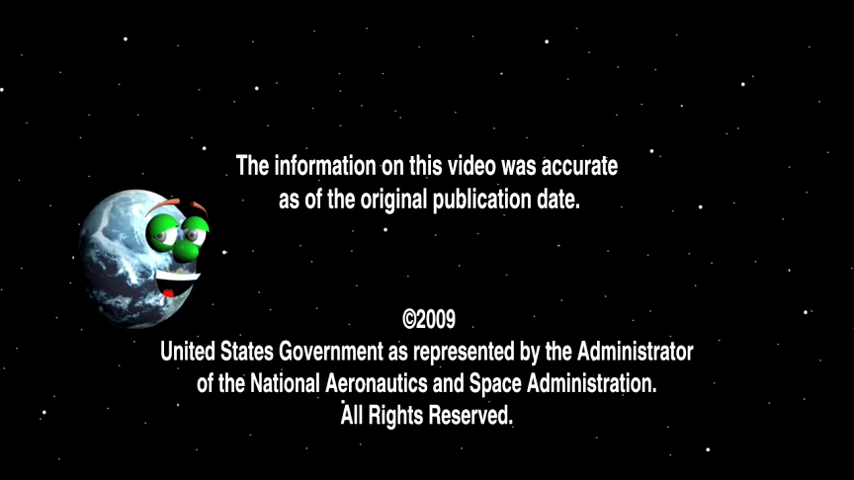 The information on this video was accurate
as of the original publication date.
©2009
United States Government as represented by the Administrator
of the National Aeronautics and Space Administration.
All Rights Reserved.